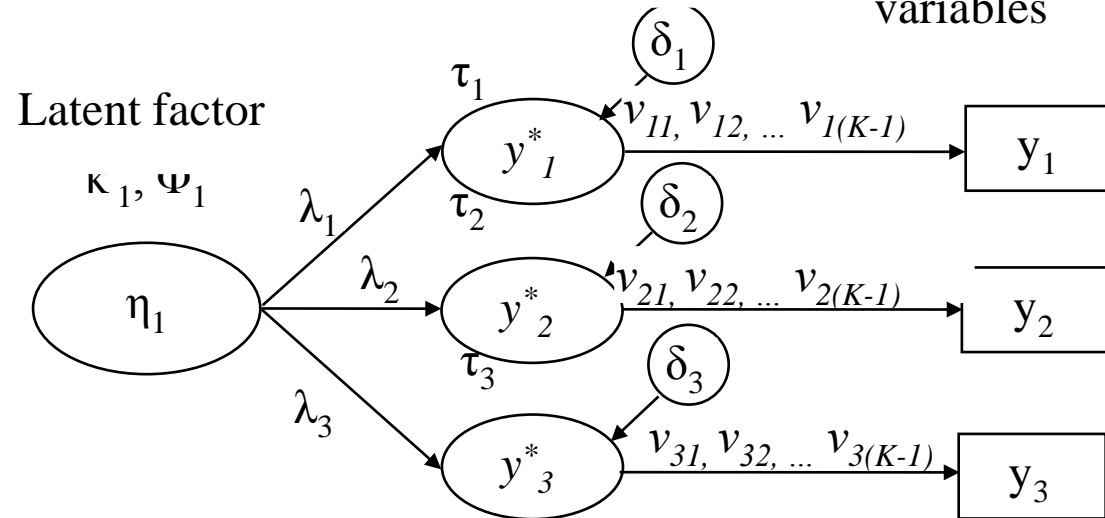 variables
δ1
τ1
Latent factor
v11, v12, ... v1(K-1)
y*1
y1
κ1, Ψ1
λ1
τ2
δ2
λ2
v21, v22, ... v2(K-1)
η1
y*2
y2
τ3
δ3
λ3
v31, v32, ... v3(K-1)
y*3
y3